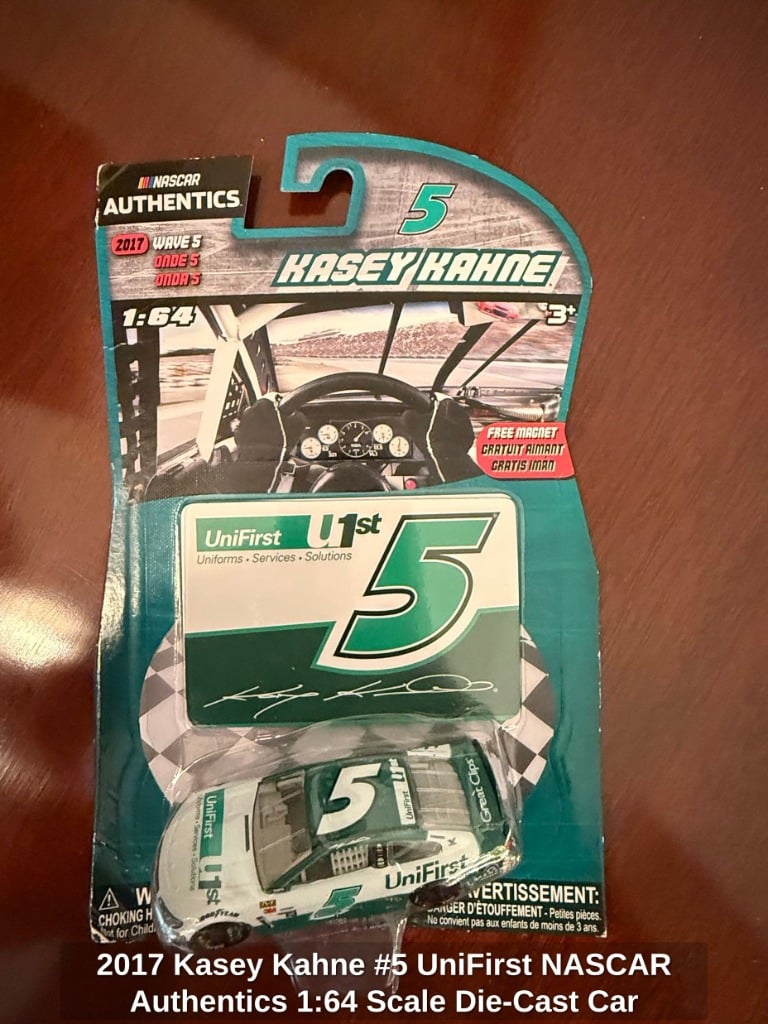 NASCAR
AUTHENTICS
2017 WAVE 5
ONDE 5
ONDA 5
5
KASEY KAHNE
1:64
3+
FREE MAGNET
GRATUIT AIMANT
GRATIS IMAN
UniFirst U1st
Uniforms • Services • Solutions
5
5
U1st
UniFirst
Great Clips
UniFirst
U1st
UniFirst
5
GOODYEAR
W
CHOKING H
Not for Child
VERTISSEMENT:
DANGER D'ÉTOUFFEMENT - Petites pièces.
Ne convient pas aux enfants de moins de 3 ans.
2017 Kasey Kahne #5 UniFirst NASCAR
Authentics 1:64 Scale Die-Cast Car